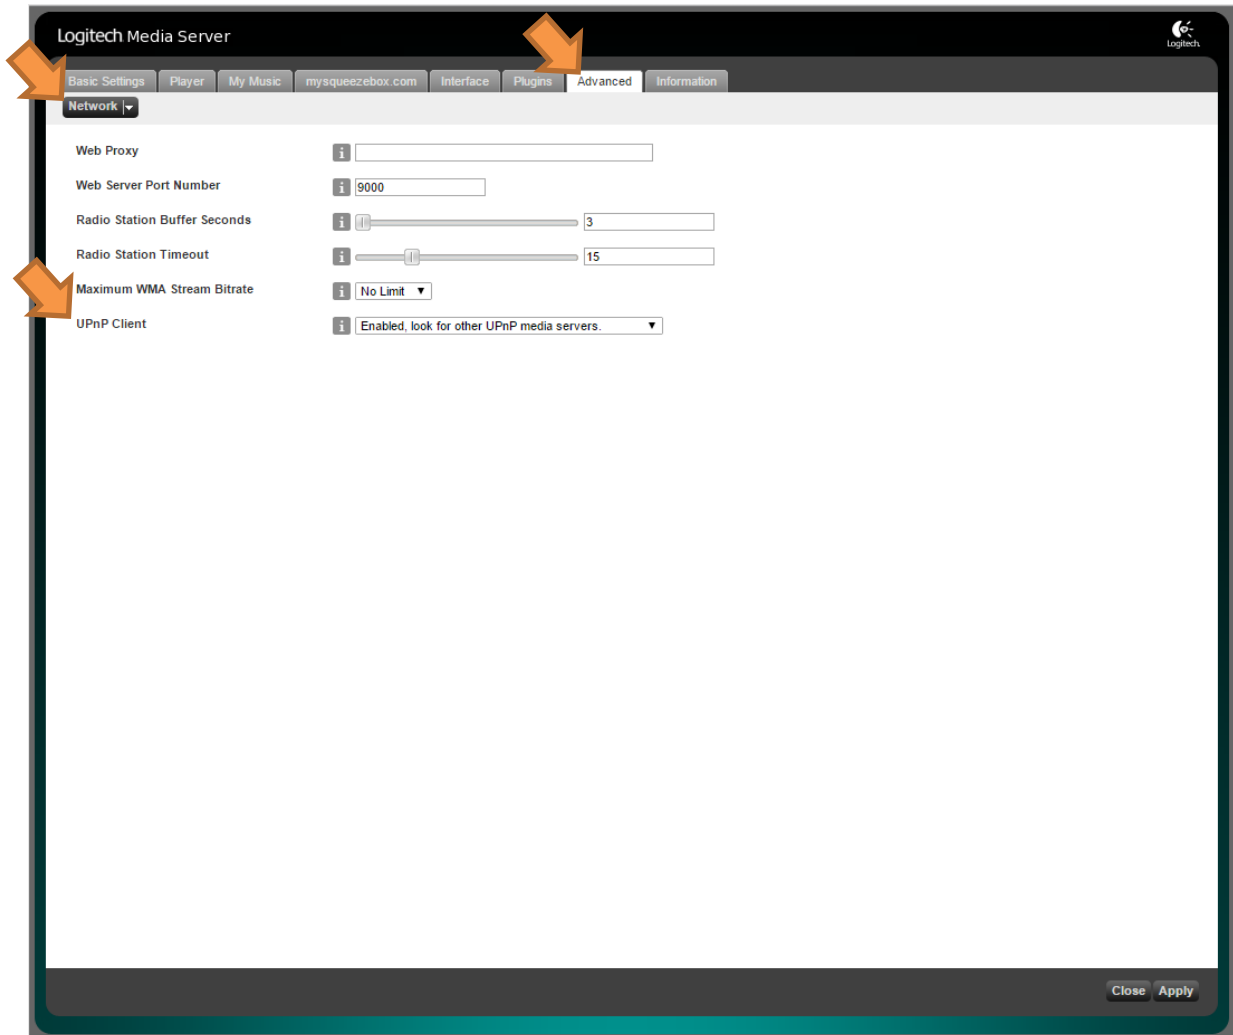 Logitech Media Server
Logitech
Basic Settings Player My Music mysqueezebox.com Interface Plugins Advanced Information
Network
Web Proxy
Web Server Port Number 9000
Radio Station Buffer Seconds 3
Radio Station Timeout 15
Maximum WMA Stream Bitrate No Limit
UPnP Client Enabled, look for other UPnP media servers.
Close Apply